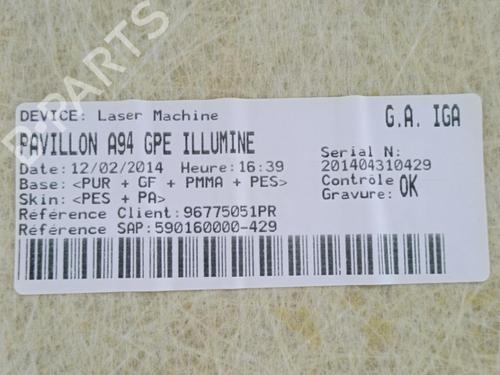 B-PARTS
DEVICE: Laser Machine
G.A. IGA
PAVILLON A94 GPE ILLUMINE
Date: 12/02/2014 Heure: 16:39
Serial N:
201404310429
Base: <PUR + GF + PMMA + PES>
Skin: <PES + PA>
Contrôle
Gravure: OK
Référence Client: 96775051PR
Référence SAP: 590160000-429